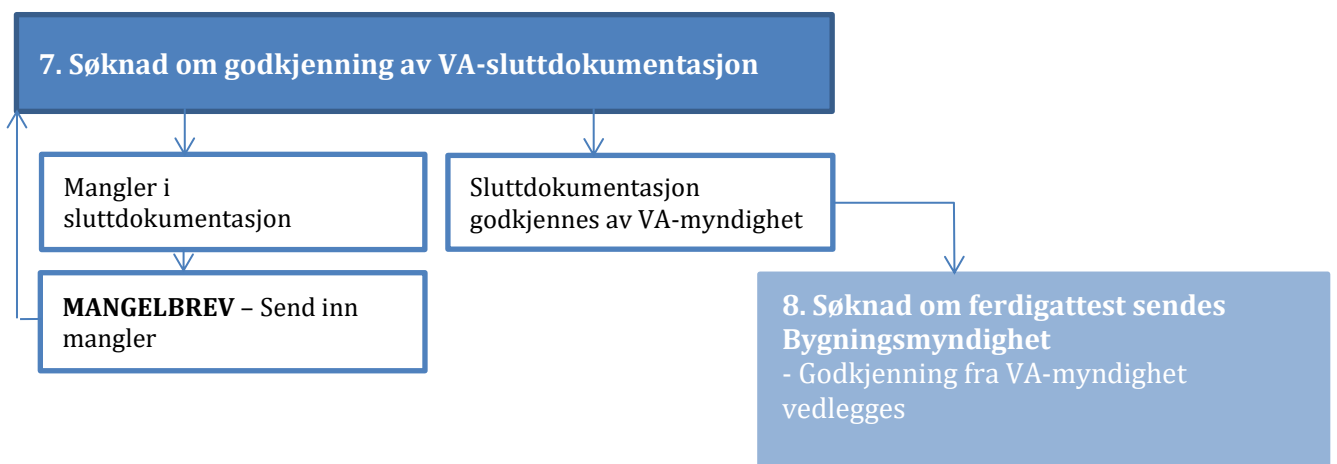 7. Søknad om godkjenning av VA-sluttdokumentasjon
Mangler i
sluttdokumentasjon
Sluttdokumentasjon
godkjennes av VA-myndighet
MANGELBREV – Send inn
mangler
8. Søknad om ferdigattest sendes
Bygningsmyndighet
- Godkjenning fra VA-myndighet
vedlegges